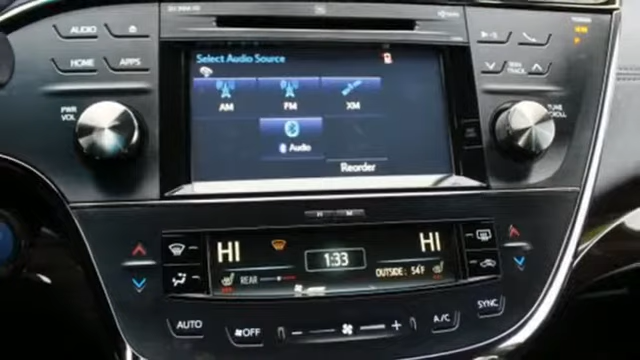 JBL
AUDIO
HOME
APPS
PWR
VOL
Select Audio Source
AM
FM
XM
Audio
Reorder
TUNE
SCROLL
TRACK
HI
HI
1:33
REAR
OUTSIDE: 54°F
AUTO
OFF
A/C
SYNC